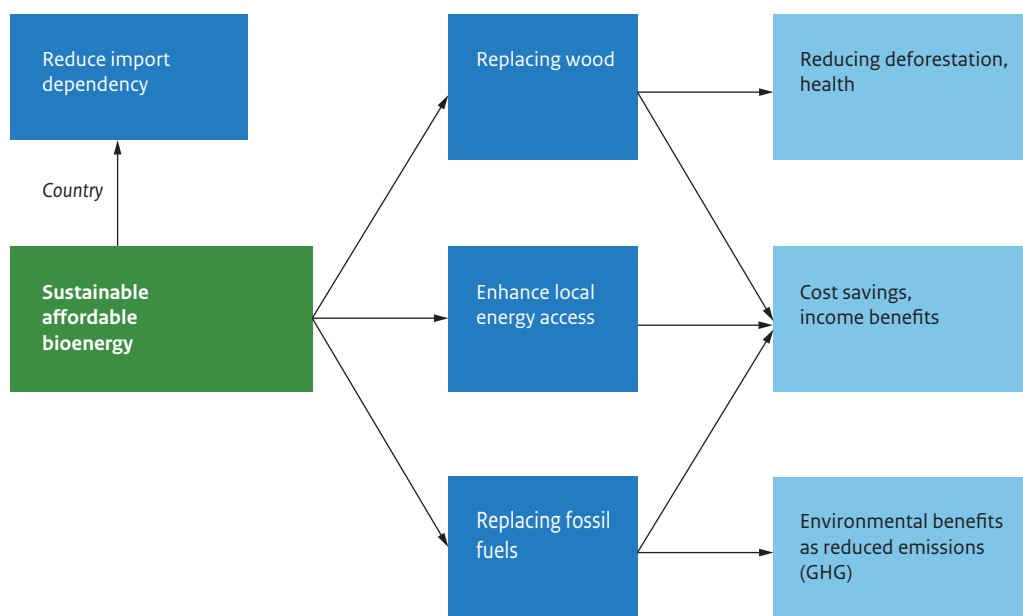 Reduce import
dependency
Country
Sustainable
affordable
bioenergy
Replacing wood
Enhance local
energy access
Replacing fossil
fuels
Reducing deforestation,
health
Cost savings,
income benefits
Environmental benefits
as reduced emissions
(GHG)